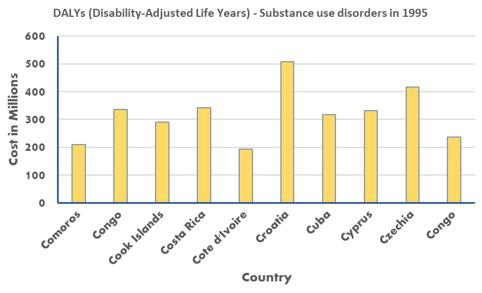 DALYs (Disability-Adjusted Life Years) - Substance use disorders in 1995
600
500
400
300
200
100
0
Cost in Millions
Comoros
Congo
Cook Islands
Costa Rica
Cote d'Ivoire
Croatia
Cuba
Cyprus
Czechia
Congo
Country